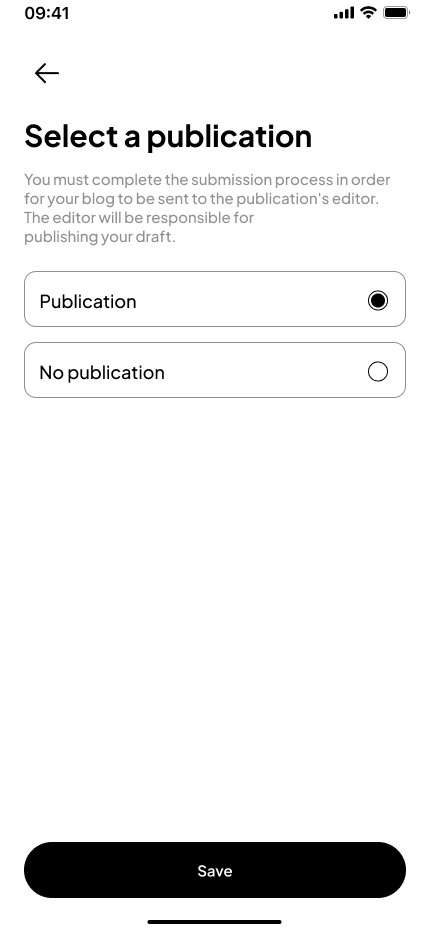 09:41
Select a publication
You must complete the submission process in order
for your blog to be sent to the publication's editor.
The editor will be responsible for
publishing your draft.
Publication
No publication
Save